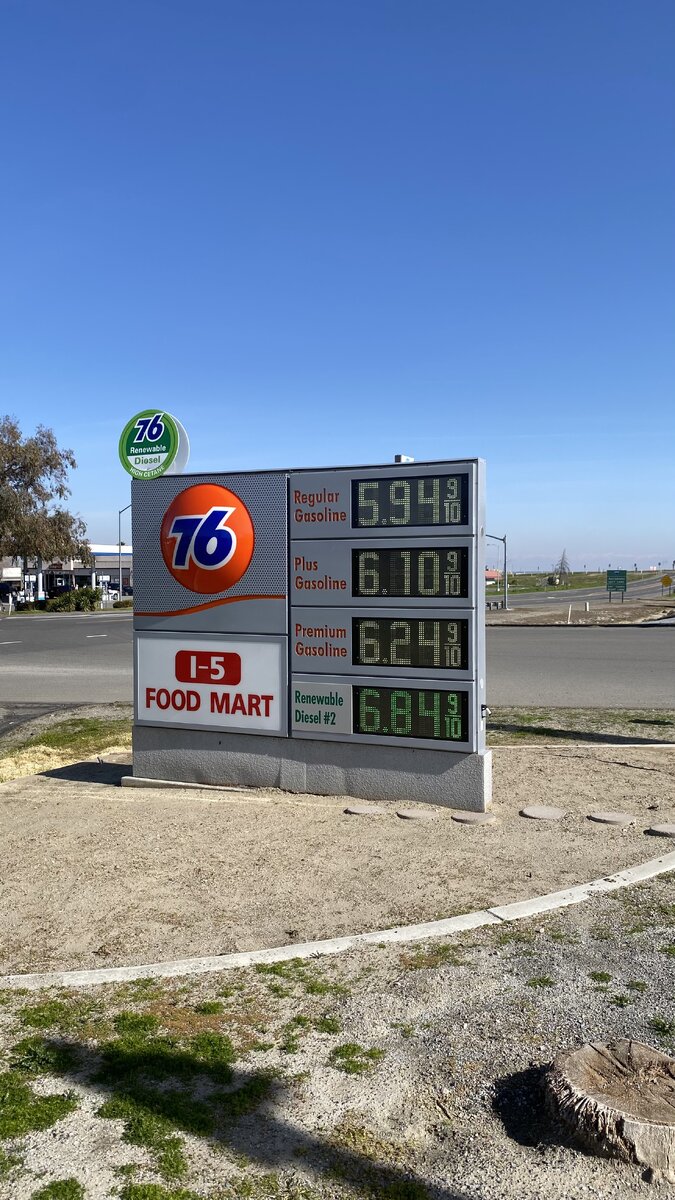 76
Renewable
Diesel
HIGH CETANE
76
I-5
FOOD MART
Regular
Gasoline
5.94 9/10
Plus
Gasoline
6.10 9/10
Premium
Gasoline
6.24 9/10
Renewable
Diesel #2
6.84 9/10